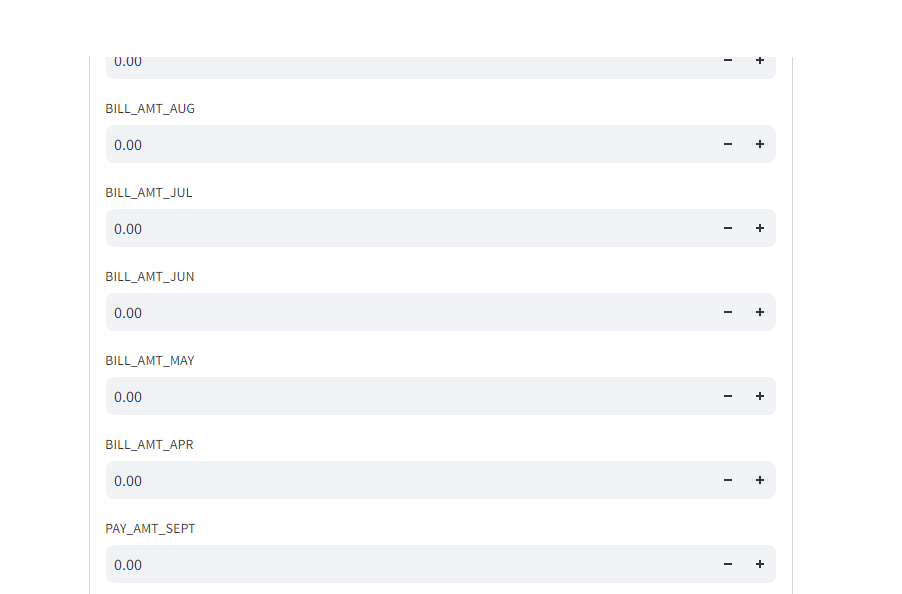 0.00 − +
BILL_AMT_AUG
0.00 − +
BILL_AMT_JUL
0.00 − +
BILL_AMT_JUN
0.00 − +
BILL_AMT_MAY
0.00 − +
BILL_AMT_APR
0.00 − +
PAY_AMT_SEPT
0.00 − +